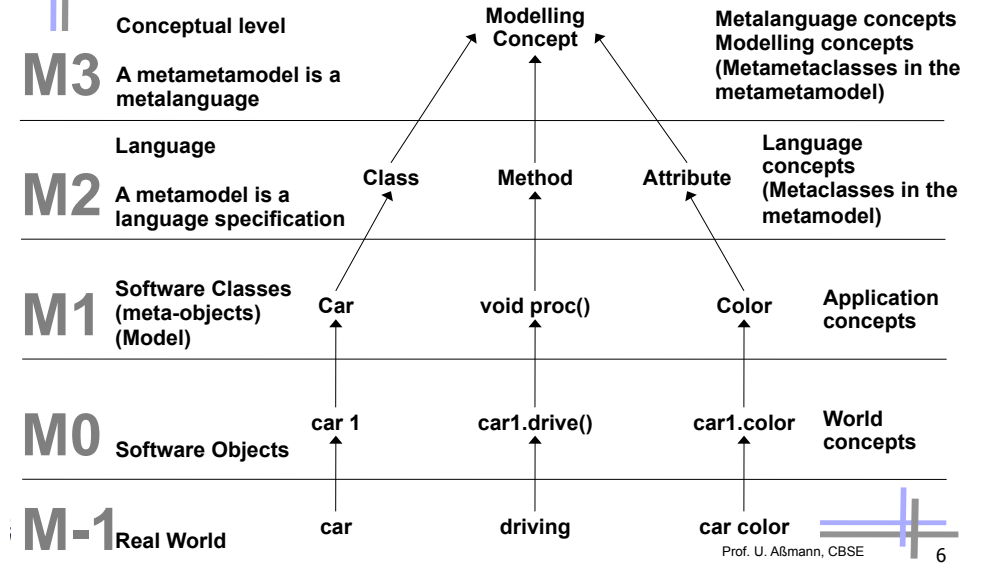 Conceptual level
M3
A metametamodel is a
metalanguage
Modelling
Concept
Metalanguage concepts
Modelling concepts
(Metametaclasses in the
metametamodel)
Language
M2
A metamodel is a
language specification
Class
Method
Attribute
Language
concepts
(Metaclasses in the
metamodel)
M1
Software Classes
(meta-objects)
(Model)
Car
void proc()
Color
Application
concepts
M0
Software Objects
car 1
car1.drive()
car1.color
World
concepts
M-1
Real World
car
driving
car color
Prof. U. Aßmann, CBSE
6